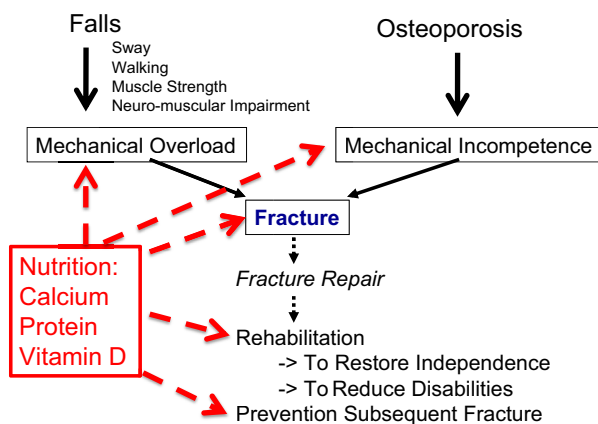 Falls
Osteoporosis
Sway
Walking
Muscle Strength
Neuro-muscular Impairment
Mechanical Overload
Mechanical Incompetence
Fracture
Nutrition:
Calcium
Protein
Vitamin D
Fracture Repair
Rehabilitation
-> To Restore Independence
-> To Reduce Disabilities
Prevention Subsequent Fracture